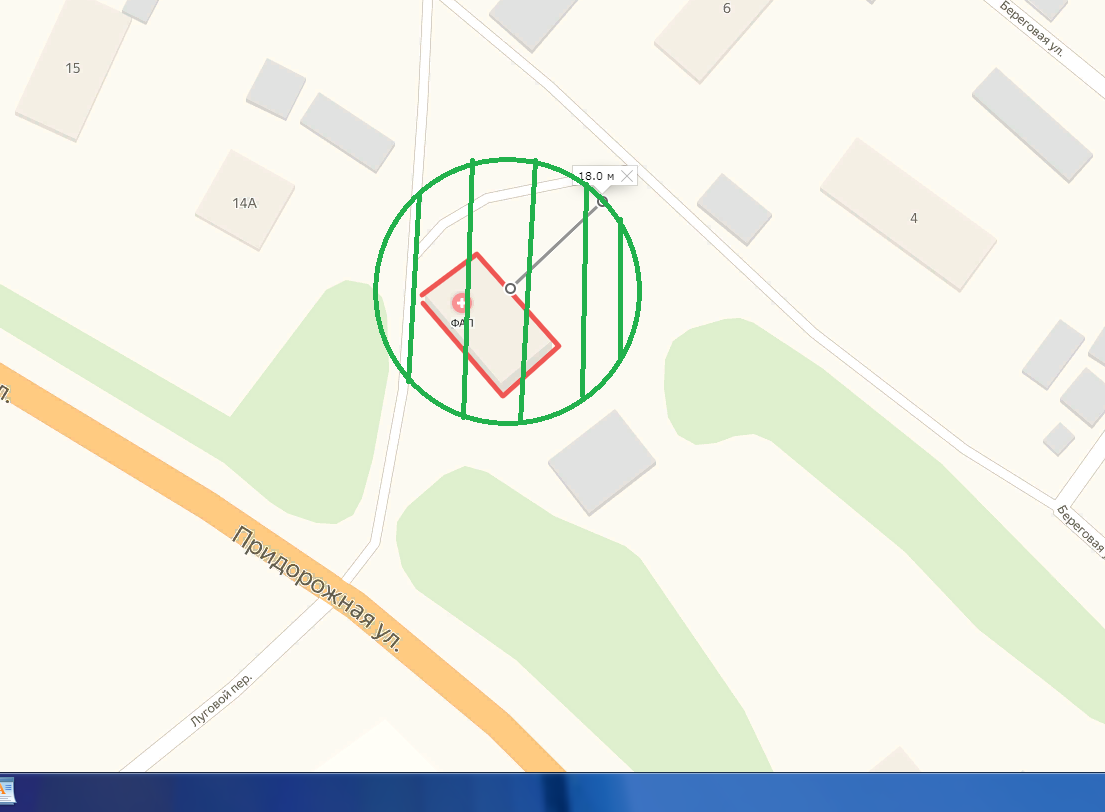 6
Береговая ул.
15
18.0 м
14А
4
ФАП
л.
Береговая
Придорожная ул.
Луговой пер.